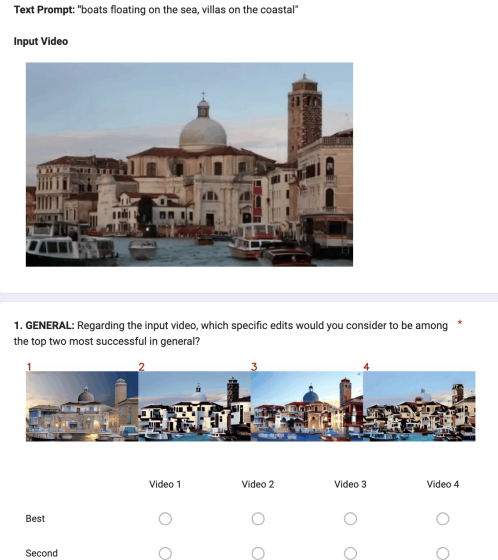 Text Prompt: "boats floating on the sea, villas on the coastal"
Input Video
1. GENERAL: Regarding the input video, which specific edits would you consider to be among *
the top two most successful in general?
1 2 3 4
Video 1 Video 2 Video 3 Video 4
Best
Second